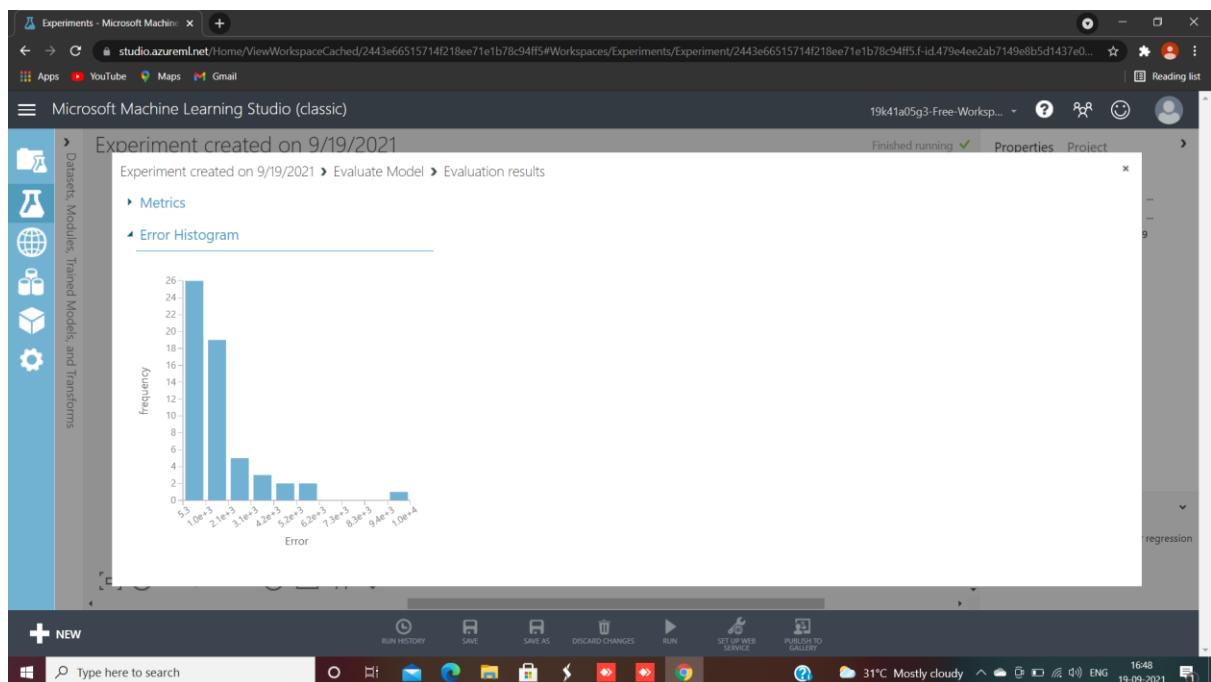 Experiments - Microsoft Machine
studio.azureml.net/Home/ViewWorkspaceCached/2443e66515714f218ee71e1b78c94ff5#Workspaces/Experiments/Experiment/2443e66515714f218ee71e1b78c94ff5.f-id.479e4ee2ab7149e8b5d1437e0...
Apps YouTube Maps Gmail Reading list
Microsoft Machine Learning Studio (classic) 19k41a05g3-Free-Worksp...
Experiment created on 9/19/2021 Finished running Properties Project
Datasets, Modules, Trained Models, and Transforms
Experiment created on 9/19/2021 › Evaluate Model › Evaluation results
Metrics
Error Histogram
9
26
24
22
20
18
16
14
12
10
8
6
4
2
0
frequency
5.3 1.0e+3 2.1e+3 3.1e+3 4.2e+3 5.2e+3 6.2e+3 7.3e+3 8.3e+3 9.4e+3 1.0e+4
Error
regression
NEW
RUN HISTORY SAVE SAVE AS DISCARD CHANGES RUN SET UP WEB SERVICE PUBLISH TO GALLERY
Type here to search 31°C Mostly cloudy ENG 16:48
19-09-2021